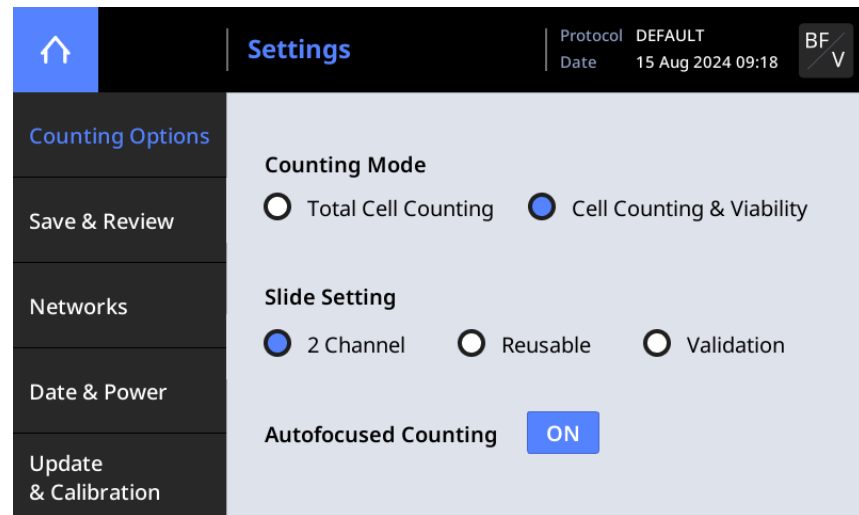 Settings
Protocol DEFAULT
Date 15 Aug 2024 09:18
BF/V
Counting Options
Save & Review
Networks
Date & Power
Update
& Calibration
Counting Mode
Total Cell Counting Cell Counting & Viability
Slide Setting
2 Channel Reusable Validation
Autofocused Counting ON